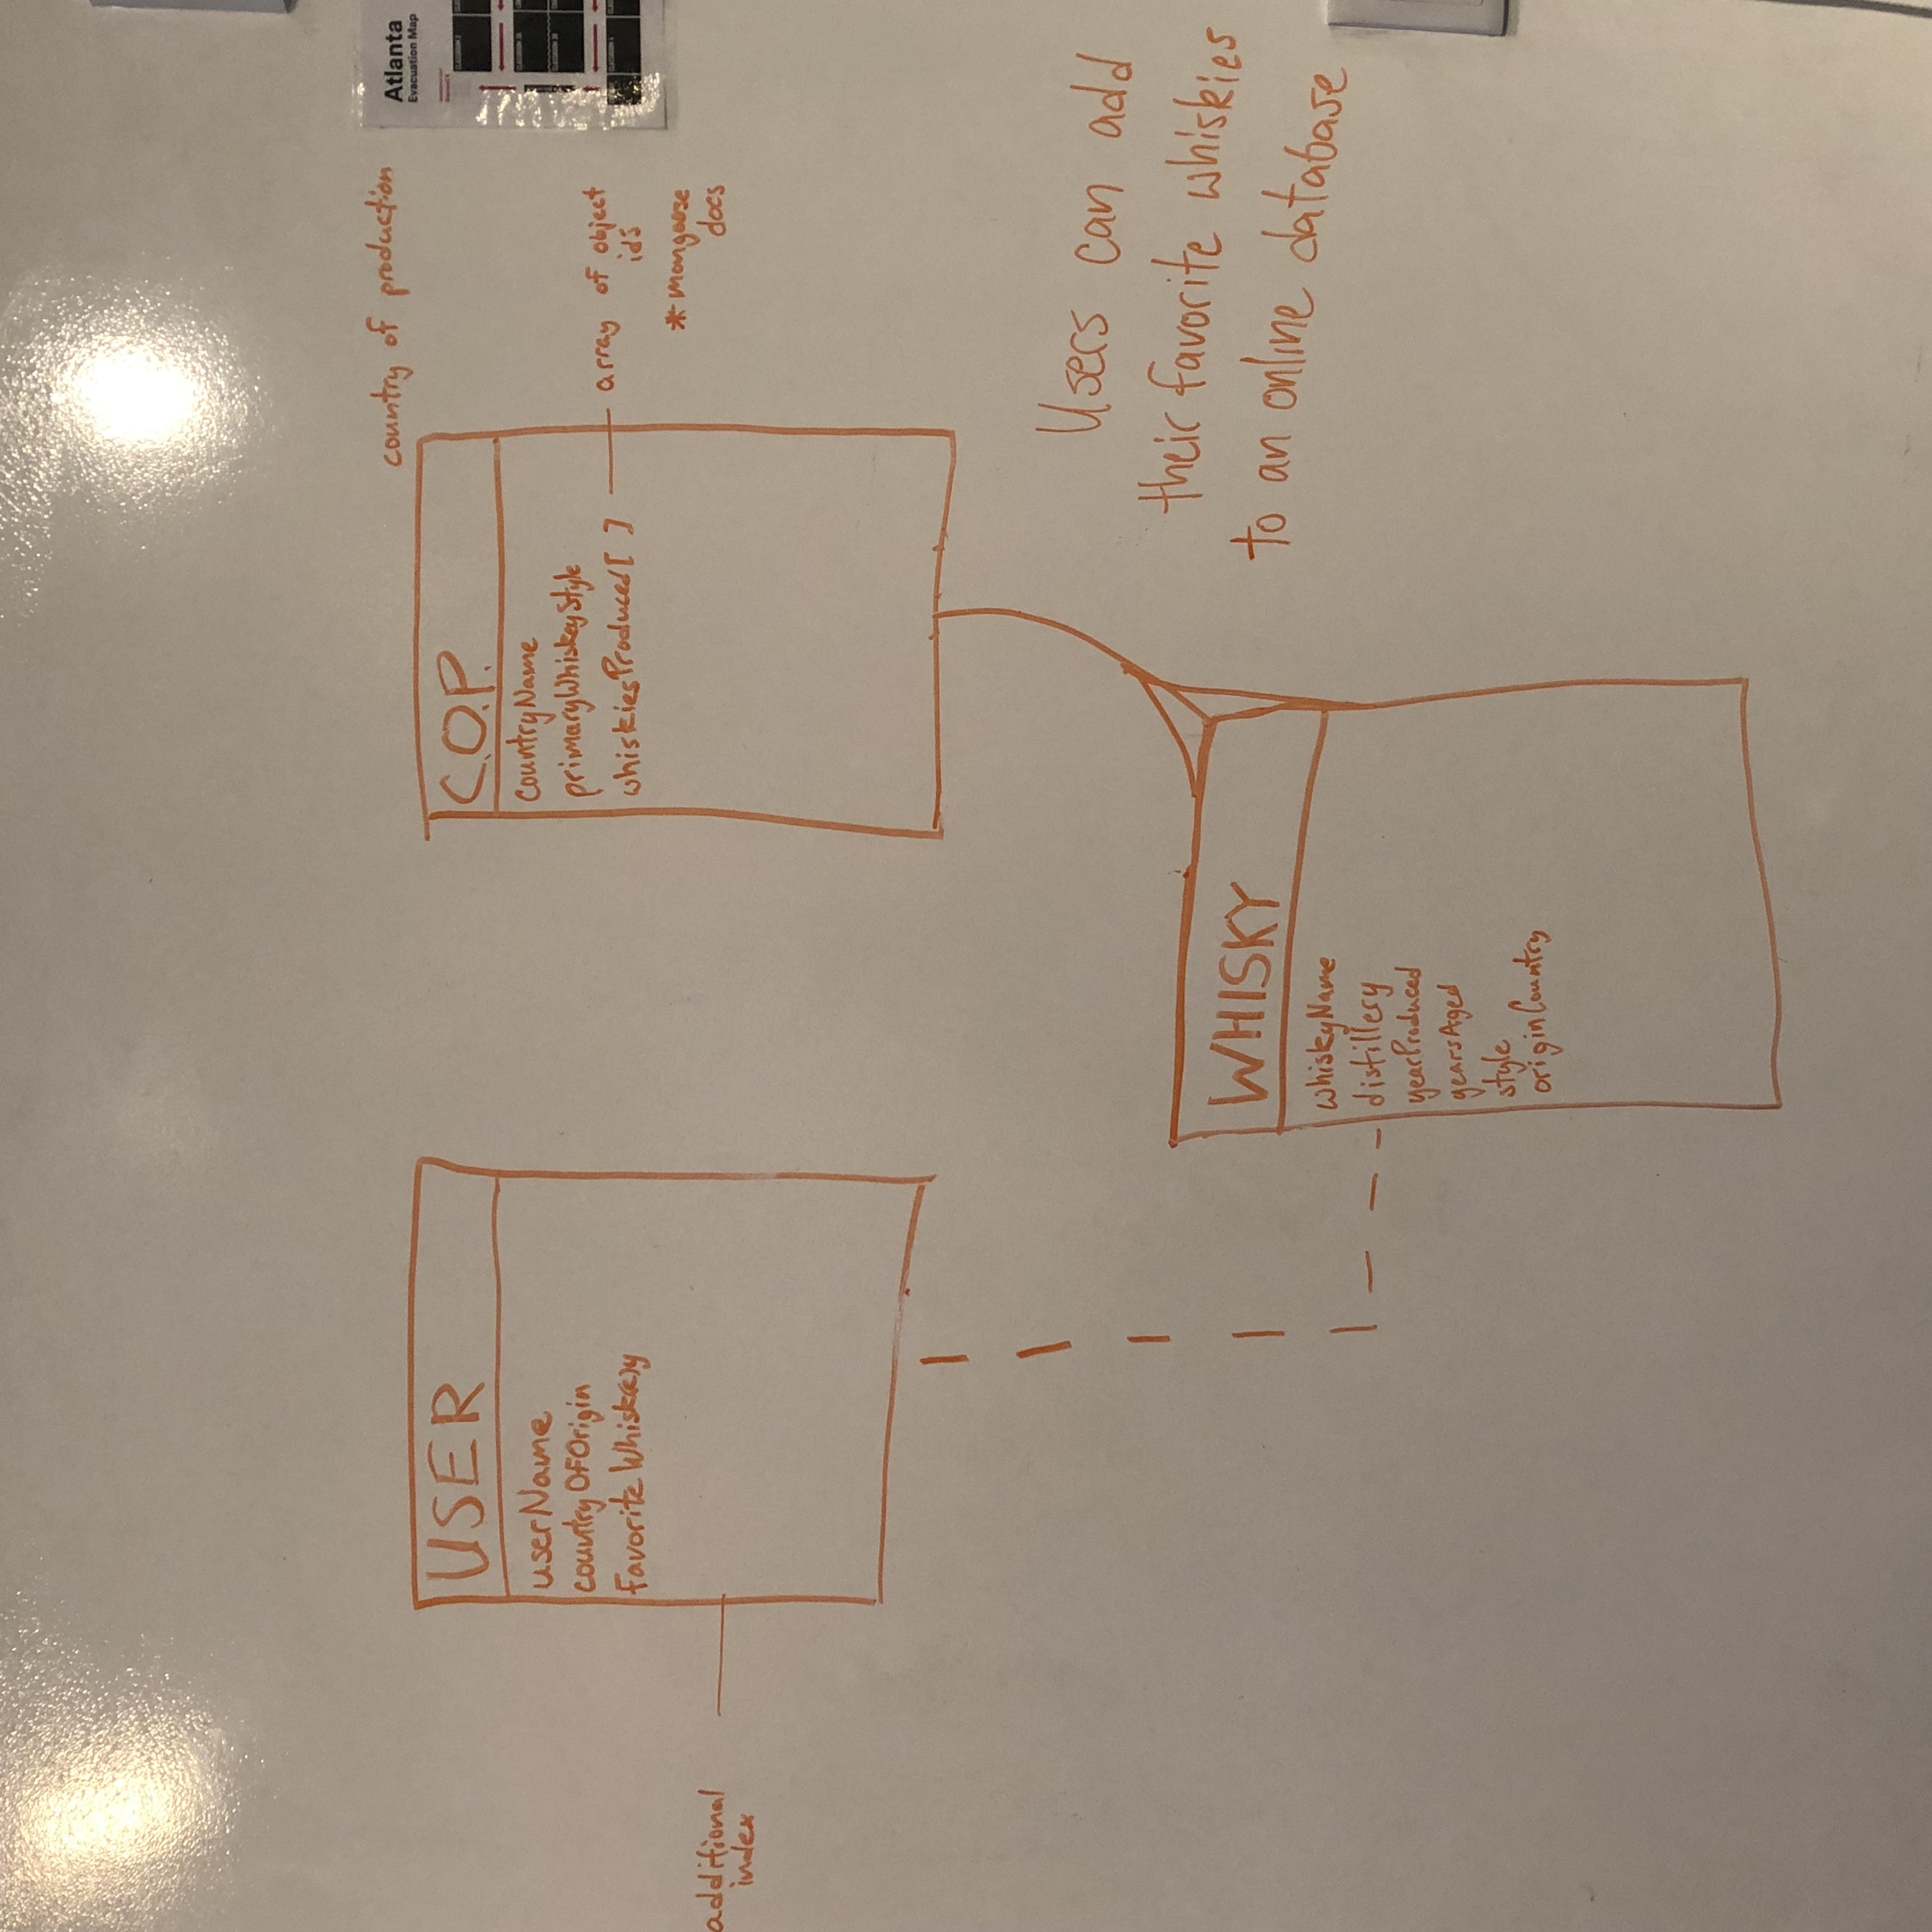 country of production
Atlanta
Evacuation Map
USER
userName
countryOfOrigin
favoriteWhisk(e)y
additional
index
C.O.P.
countryName
primaryWhiskeyStyle
whiskiesProduced[ ]
array of object
ids
* mongoose
docs
Users can add
their favorite whiskies
to an online database
WHISKY
whiskyName
distillery
yearProduced
yearsAged
style
originCountry